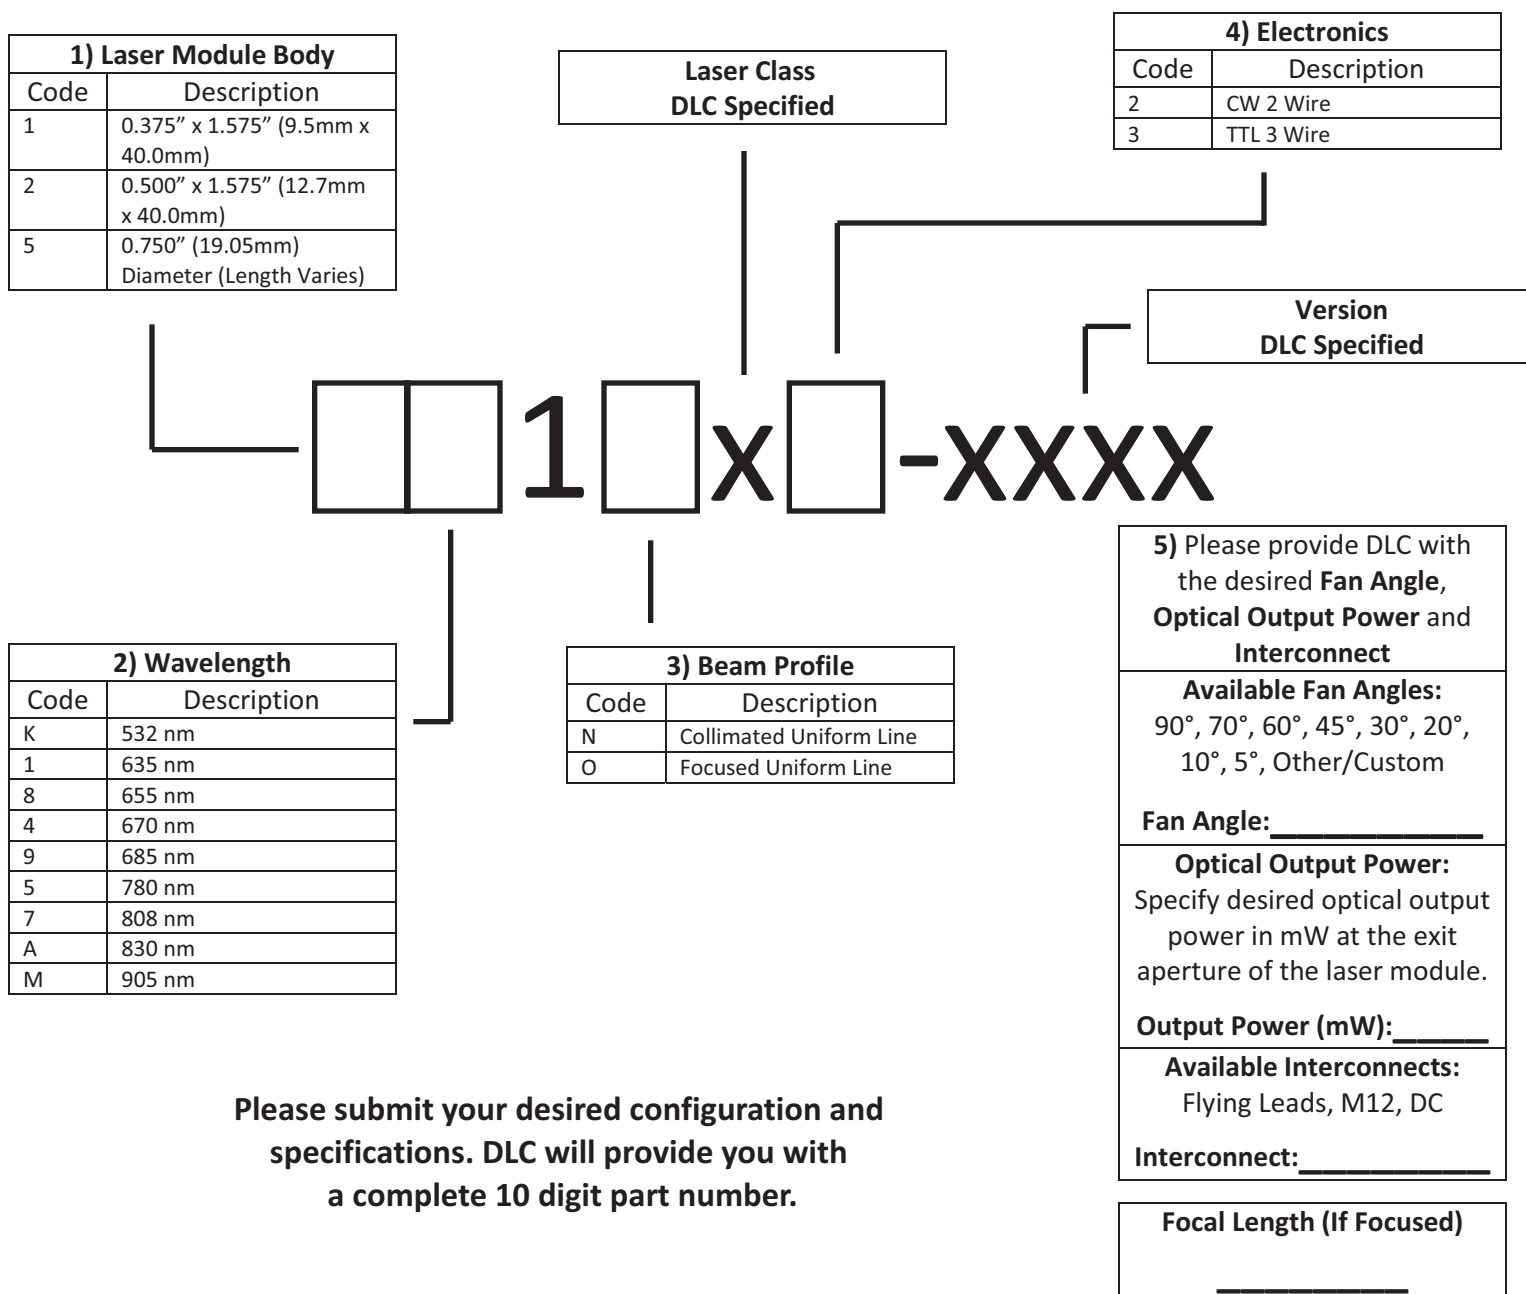 1) Laser Module Body
Code Description
1 0.375” x 1.575” (9.5mm x
40.0mm)
2 0.500” x 1.575” (12.7mm
x 40.0mm)
5 0.750” (19.05mm)
Diameter (Length Varies)
Laser Class
DLC Specified
4) Electronics
Code Description
2 CW 2 Wire
3 TTL 3 Wire
Version
DLC Specified
1 x -xxxx
2) Wavelength
Code Description
K 532 nm
1 635 nm
8 655 nm
4 670 nm
9 685 nm
5 780 nm
7 808 nm
A 830 nm
M 905 nm
3) Beam Profile
Code Description
N Collimated Uniform Line
O Focused Uniform Line
5) Please provide DLC with
the desired Fan Angle,
Optical Output Power and
Interconnect
Available Fan Angles:
90°, 70°, 60°, 45°, 30°, 20°,
10°, 5°, Other/Custom
Fan Angle:_________
Optical Output Power:
Specify desired optical output
power in mW at the exit
aperture of the laser module.
Output Power (mW):____
Available Interconnects:
Flying Leads, M12, DC
Interconnect:________
Focal Length (If Focused)
________
Please submit your desired configuration and
specifications. DLC will provide you with
a complete 10 digit part number.